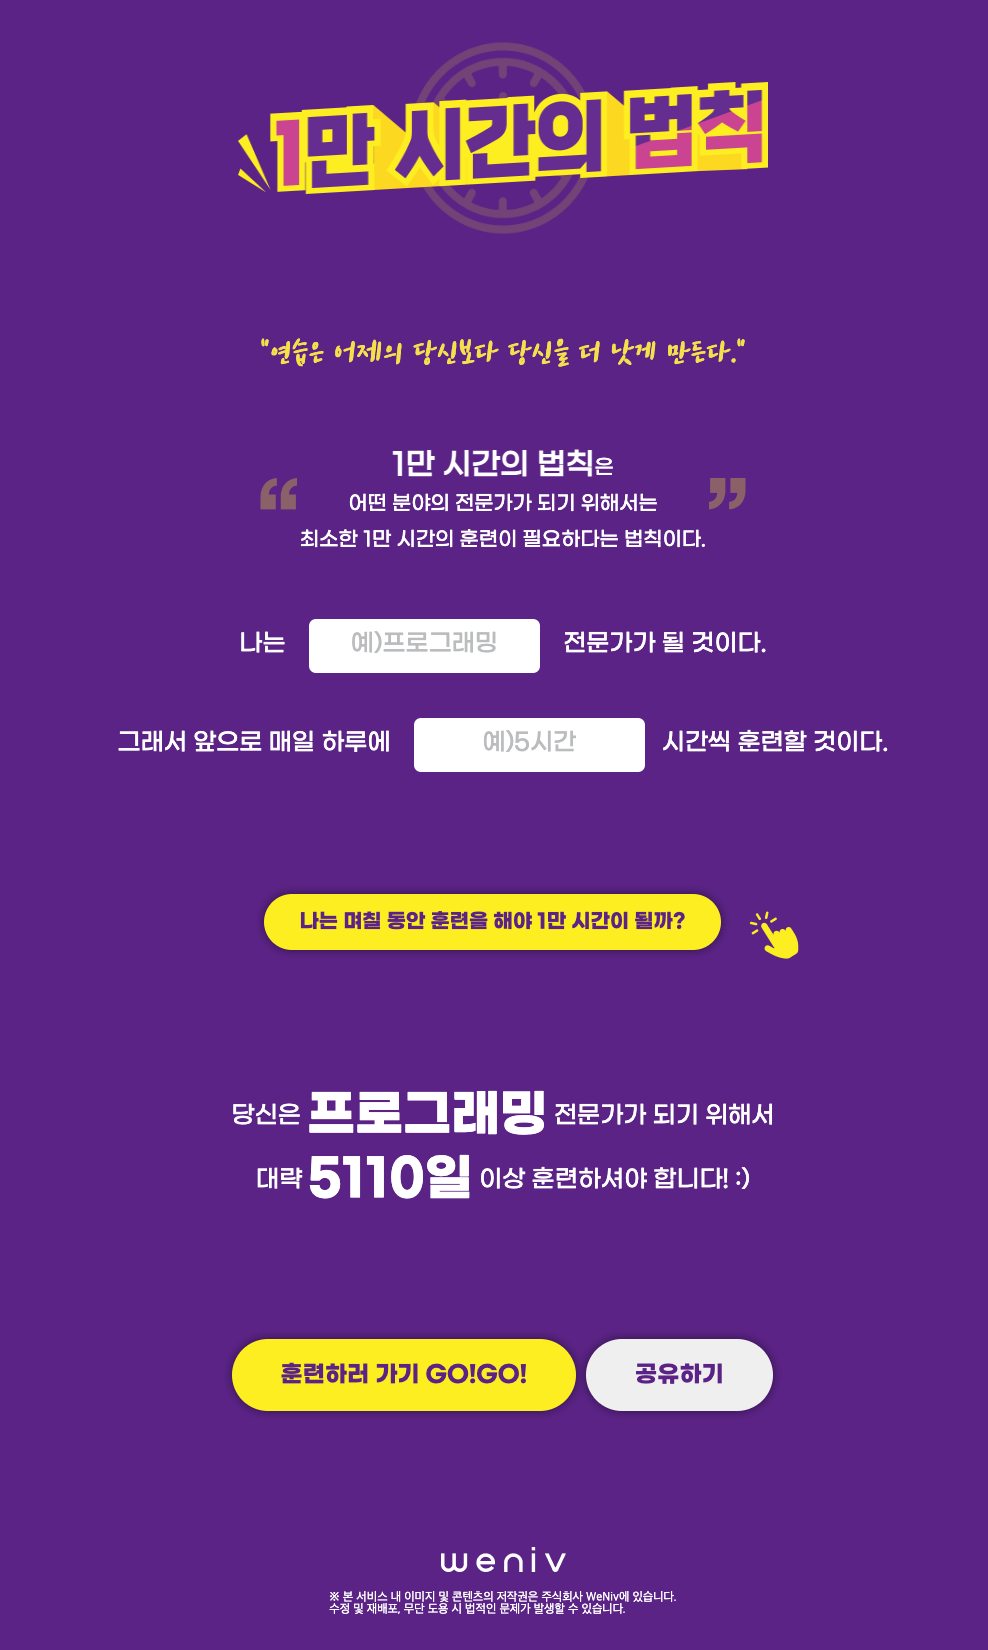 1만 시간의 법칙
"연습은 어제의 당신보다 당신을 더 낫게 만든다."
1만 시간의 법칙은
어떤 분야의 전문가가 되기 위해서는
최소한 1만 시간의 훈련이 필요하다는 법칙이다.
나는 예)프로그래밍 전문가가 될 것이다.
그래서 앞으로 매일 하루에 예)5시간 시간씩 훈련할 것이다.
나는 며칠 동안 훈련을 해야 1만 시간이 될까?
당신은 프로그래밍 전문가가 되기 위해서
대략 5110일 이상 훈련하셔야 합니다! :)
훈련하러 가기 GO!GO! 공유하기
weniv
※ 본 서비스 내 이미지 및 콘텐츠의 저작권은 주식회사 WeNiv에 있습니다.
수정 및 재배포, 무단 도용 시 법적인 문제가 발생할 수 있습니다.